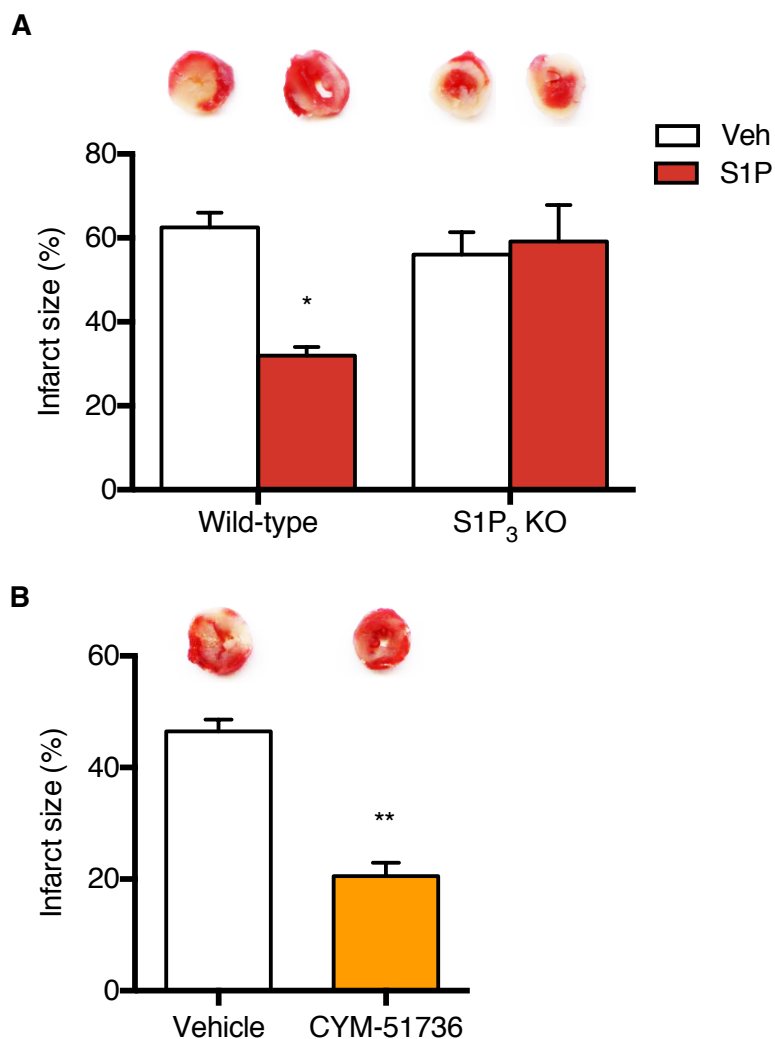 A
Veh
S1P
80
60
40
20
0
Infarct size (%)
*
Wild-type
S1P3 KO
B
60
40
20
0
Infarct size (%)
**
Vehicle
CYM-51736